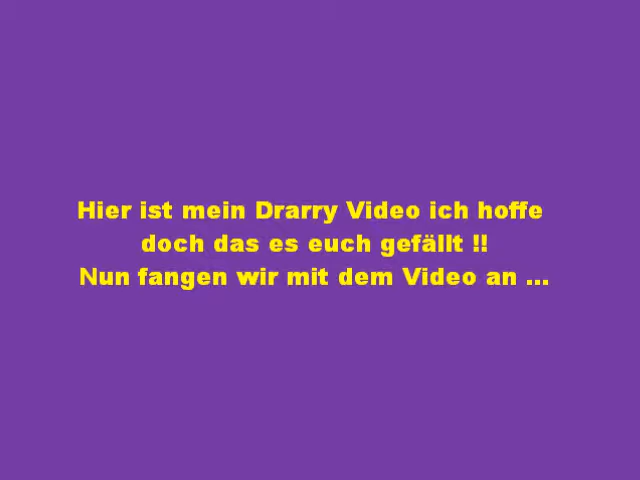 Hier ist mein Drarry Video ich hoffe
doch das es euch gefällt !!
Nun fangen wir mit dem Video an ...